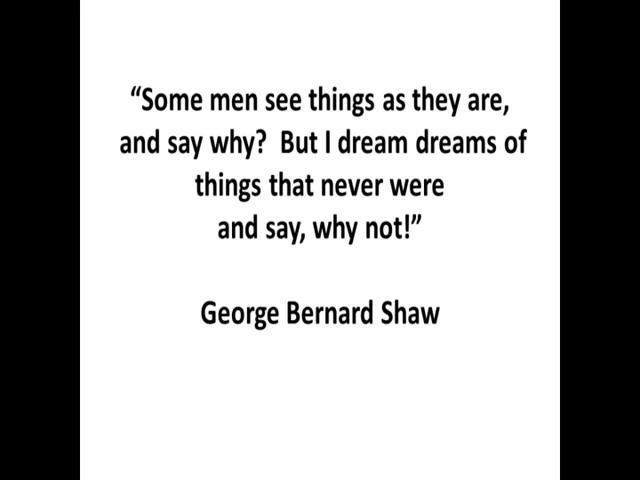 “Some men see things as they are,
and say why?  But I dream dreams of
things that never were
and say, why not!”
George Bernard Shaw